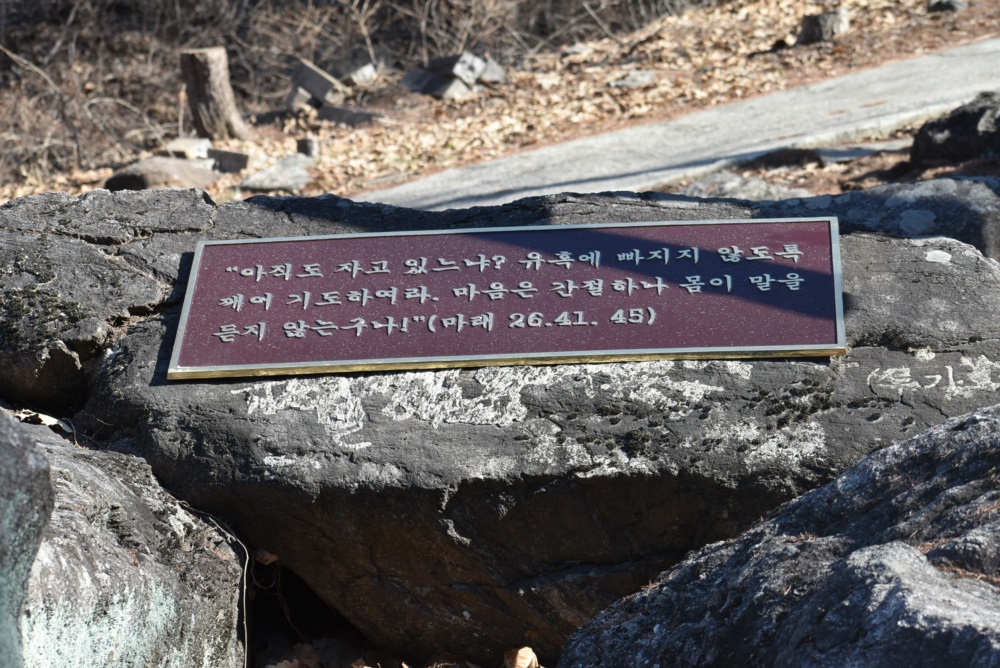 "아직도 자고 있느냐? 유혹에 빠지지 않도록
깨어 기도하여라. 마음은 간절하나 몸이 말을
듣지 않는구나!"(마래 26.41. 45)